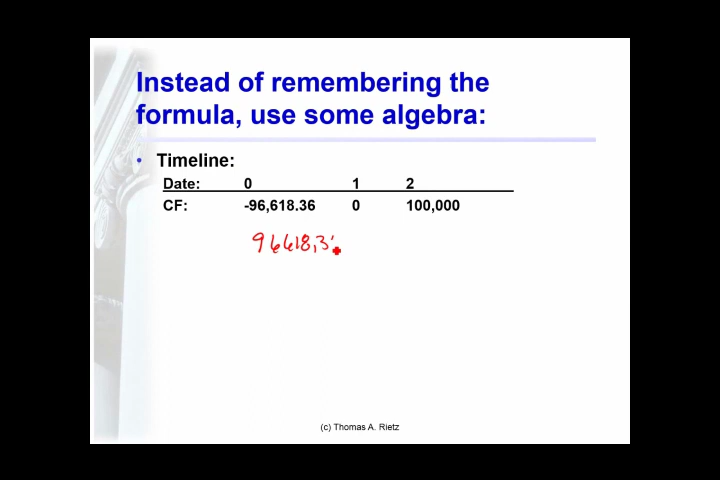 Instead of remembering the
formula, use some algebra:
• Timeline:
Date: 0 1 2
CF: -96,618.36 0 100,000
96618.3
(c) Thomas A. Rietz